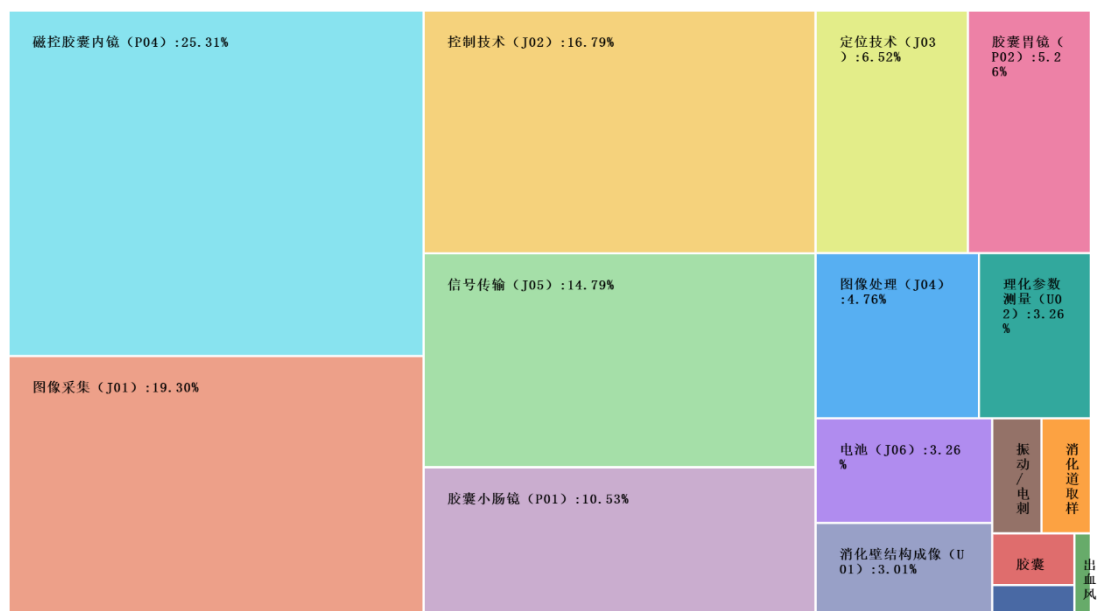 磁控胶囊内镜（P04）:25.31%
控制技术（J02）:16.79%
定位技术（J03
）:6.52%
胶囊胃镜（
P02）:5.2
6%
信号传输（J05）:14.79%
图像处理（J04）
:4.76%
理化参数
测量（U0
2）:3.26
%
图像采集（J01）:19.30%
电池（J06）:3.26
%
振
动
/
电
刺
消
化
道
取
样
胶囊小肠镜（P01）:10.53%
消化壁结构成像（U
01）:3.01%
胶囊
出
血
风